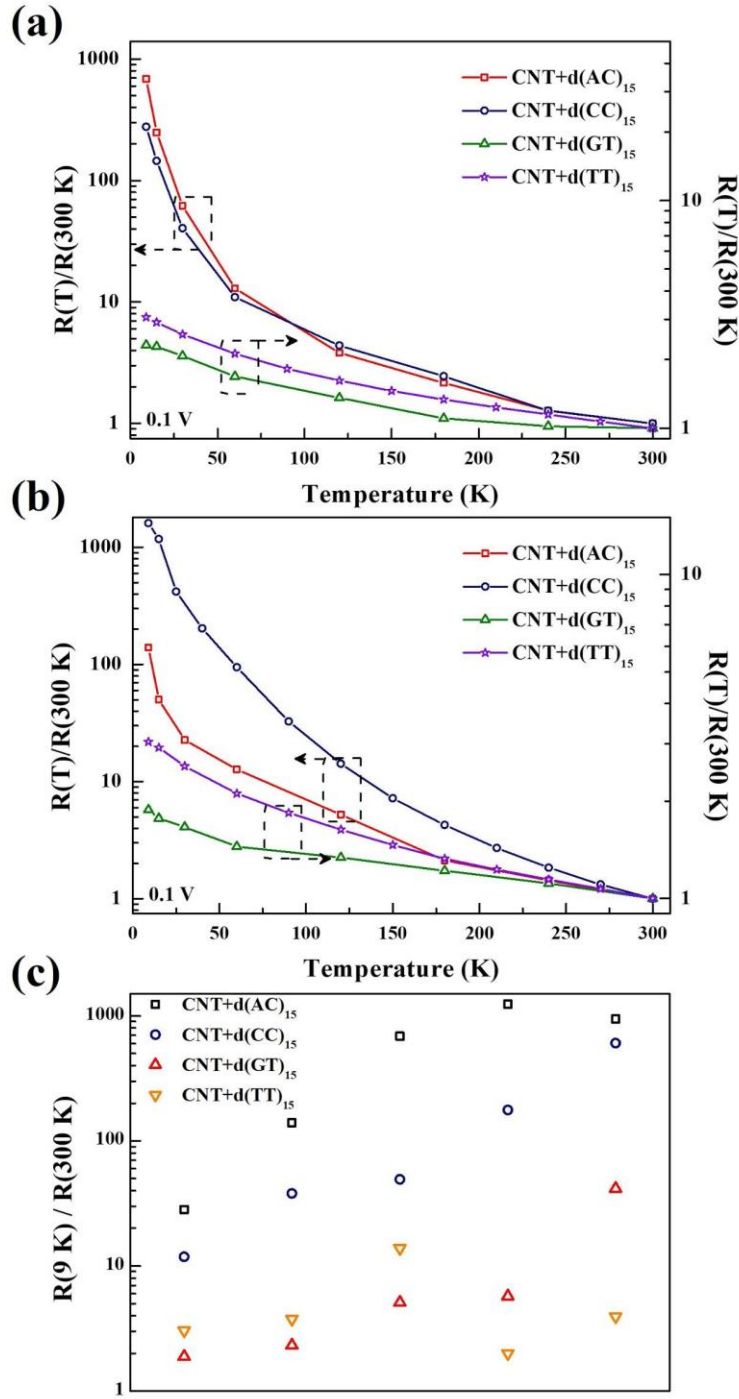 (a)
1000
100
10
1
R(T)/R(300 K)
CNT+d(AC)15
CNT+d(CC)15
CNT+d(GT)15
CNT+d(TT)15
10
1
R(T)/R(300 K)
0.1 V
0 50 100 150 200 250 300
Temperature (K)
(b)
1000
100
10
1
R(T)/R(300 K)
CNT+d(AC)15
CNT+d(CC)15
CNT+d(GT)15
CNT+d(TT)15
10
1
R(T)/R(300 K)
0.1 V
0 50 100 150 200 250 300
Temperature (K)
(c)
1000
100
10
1
R(9 K) / R(300 K)
CNT+d(AC)15
CNT+d(CC)15
CNT+d(GT)15
CNT+d(TT)15